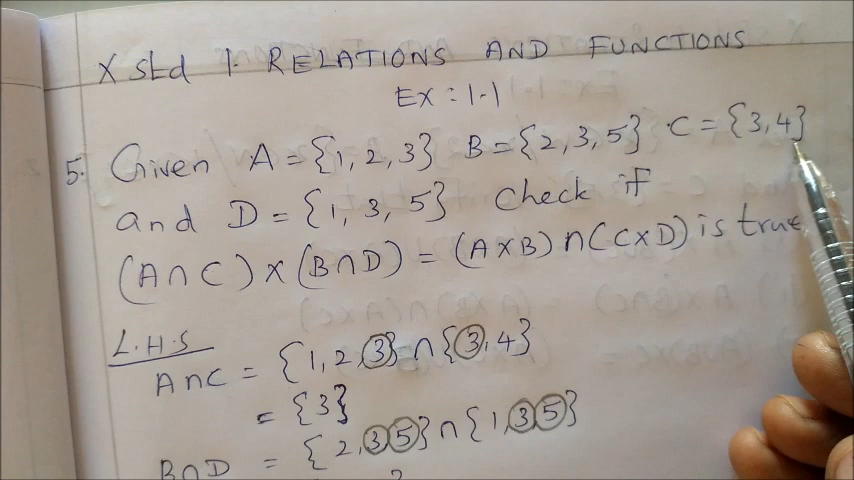 X std 1. RELATIONS AND FUNCTIONS
Ex : 1.1
5. Given A = {1, 2, 3} B = {2, 3, 5} C = {3, 4}
and D = {1, 3, 5} check if
(A∩C) × (B∩D) = (A×B) ∩ (C×D) is true.
L.H.S
A∩C = {1, 2, 3} ∩ {3, 4}
= {3}
B∩D = {2, 3 5} ∩ {1, 3 5}